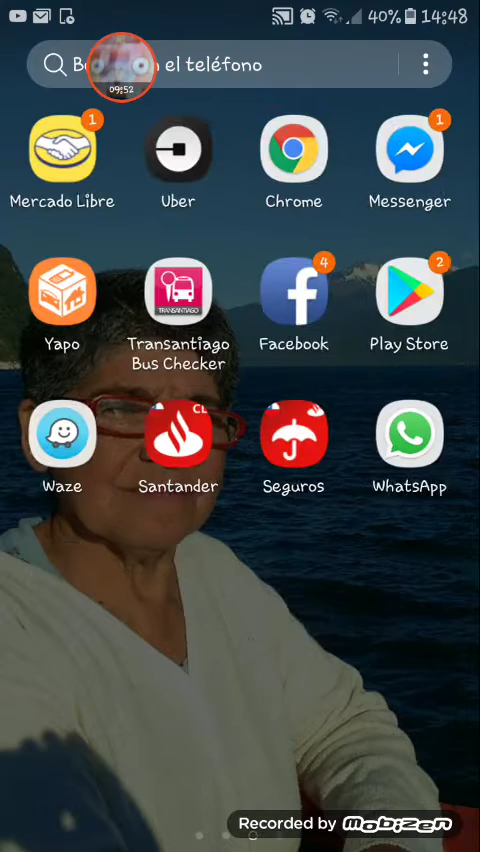 40% 14:48
el teléfono
09:52
1
1
Mercado Libre
Uber
Chrome
Messenger
4
2
TRANSANTIAGO
Yapo
Transantiago
Bus Checker
Facebook
Play Store
CL
Waze
Santander
Seguros
WhatsApp
Recorded by mobizen